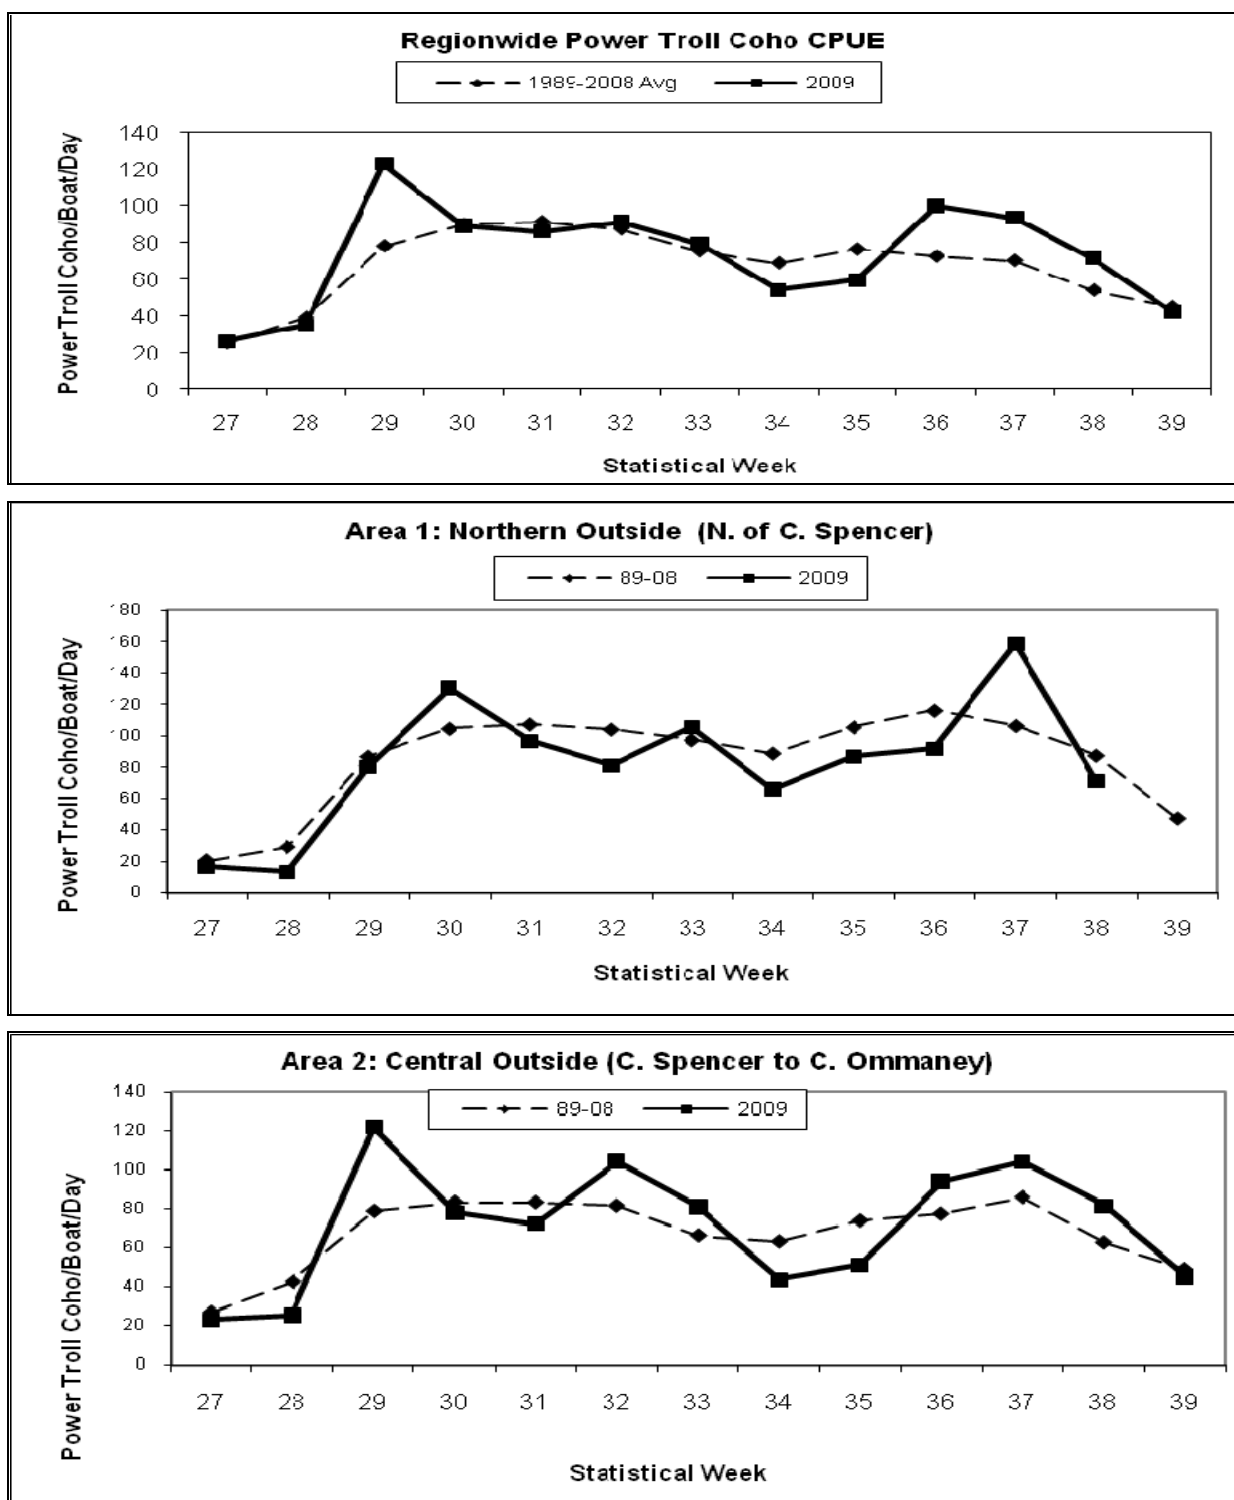 Regionwide Power Troll Coho CPUE
1989-2008 Avg 2009
Power Troll Coho/Boat/Day
140
120
100
80
60
40
20
0
27 28 29 30 31 32 33 34 35 36 37 38 39
Statistical Week
Area 1: Northern Outside (N. of C. Spencer)
89-08 2009
Power Troll Coho/Boat/Day
180
160
140
120
100
80
60
40
20
0
27 28 29 30 31 32 33 34 35 36 37 38 39
Statistical Week
Area 2: Central Outside (C. Spencer to C. Ommaney)
89-08 2009
Power Troll Coho/Boat/Day
140
120
100
80
60
40
20
0
27 28 29 30 31 32 33 34 35 36 37 38 39
Statistical Week